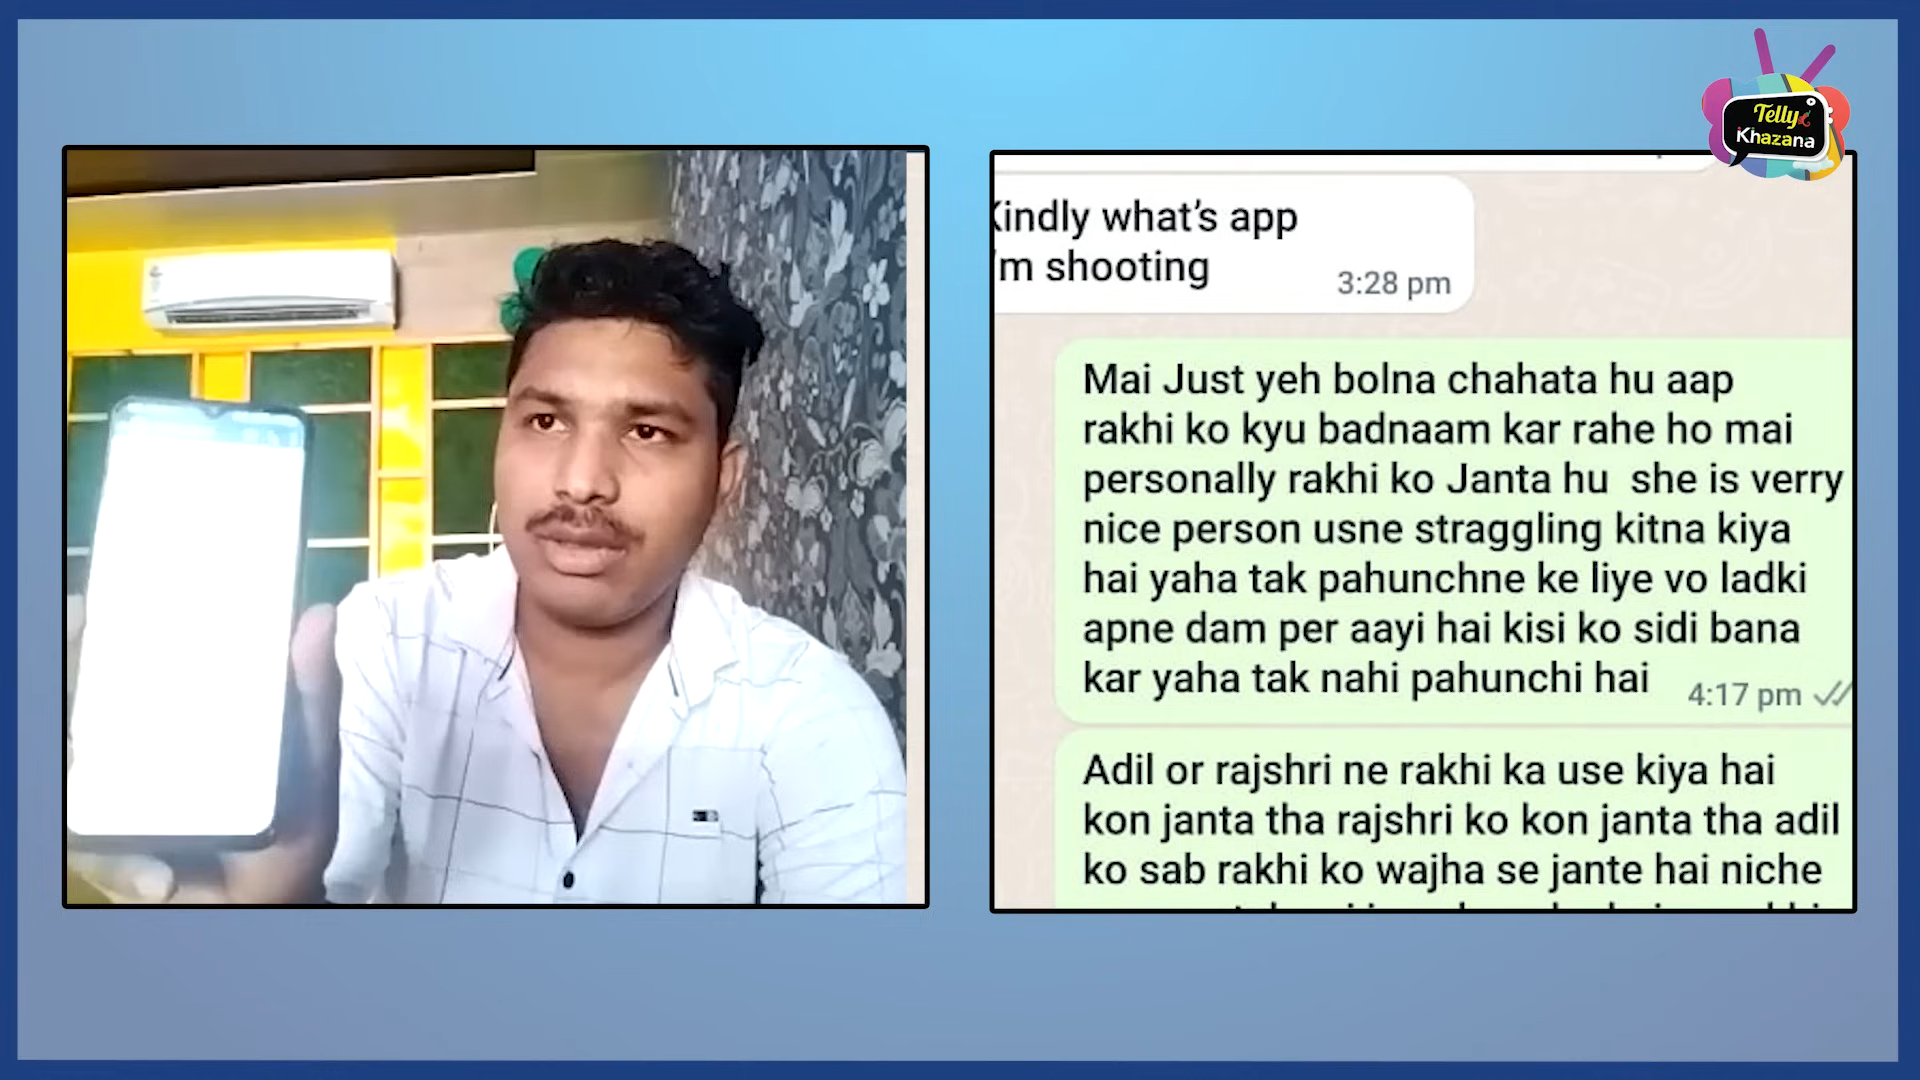 Telly
Khazana
Kindly what's app
I'm shooting
3:28 pm
Mai Just yeh bolna chahata hu aap
rakhi ko kyu badnaam kar rahe ho mai
personally rakhi ko Janta hu she is verry
nice person usne straggling kitna kiya
hai yaha tak pahunchne ke liye vo ladki
apne dam per aayi hai kisi ko sidi bana
kar yaha tak nahi pahunchi hai
4:17 pm
Adil or rajshri ne rakhi ka use kiya hai
kon janta tha rajshri ko kon janta tha adil
ko sab rakhi ko wajha se jante hai niche